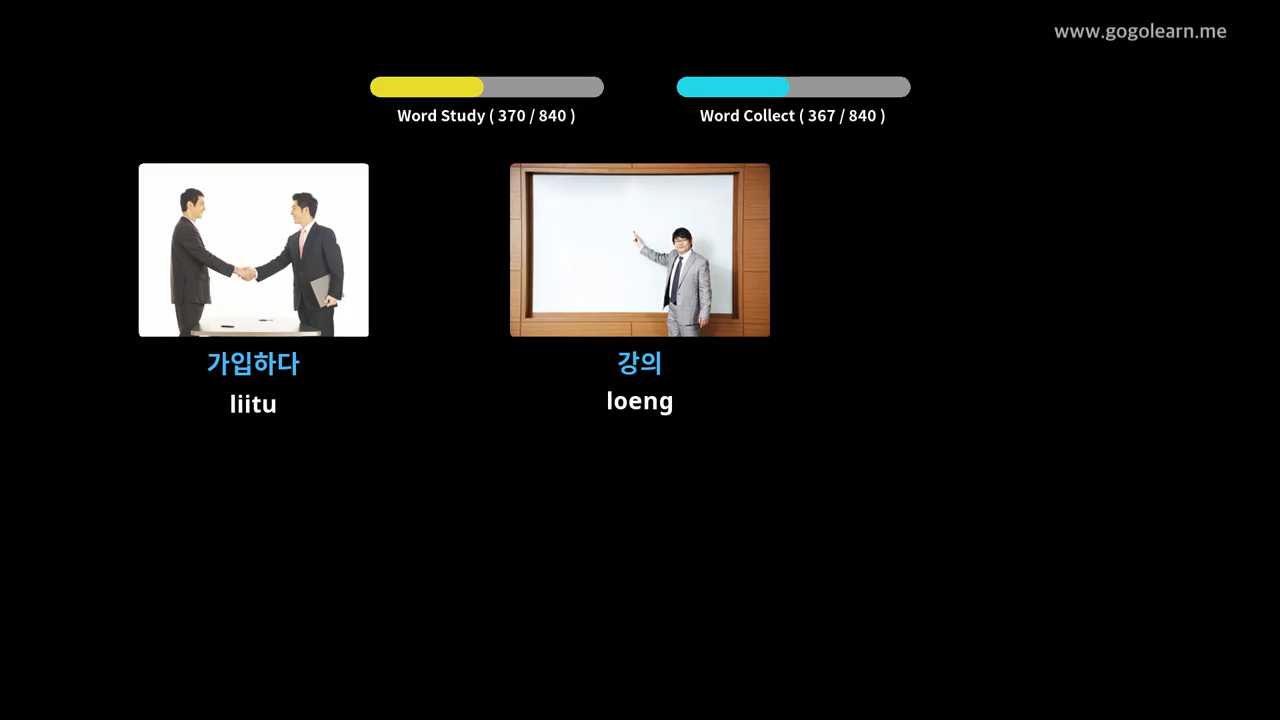 www.gogolearn.me
Word Study ( 370 / 840 )
Word Collect ( 367 / 840 )
가입하다
liitu
강의
loeng